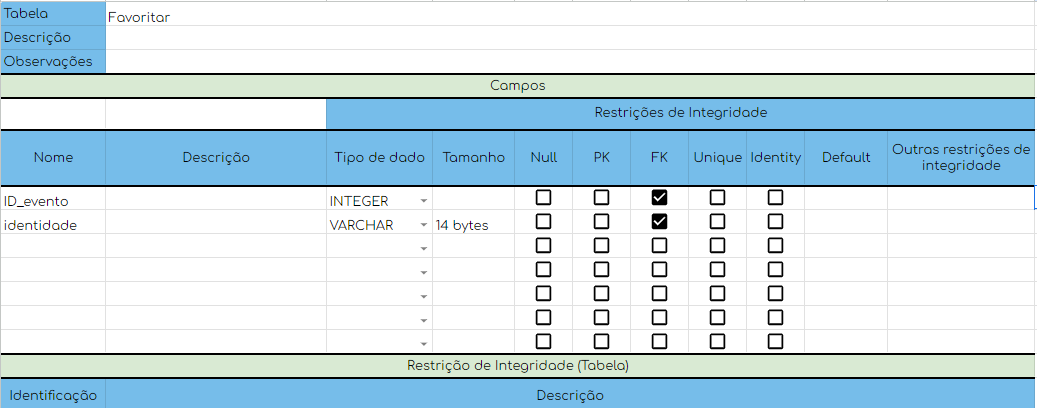 Tabela Favoritar
Descrição
Observações
Campos
Restrições de Integridade
Nome Descrição Tipo de dado Tamanho Null PK FK Unique Identity Default Outras restrições de integridade
ID_evento INTEGER
identidade VARCHAR 14 bytes
Restrição de Integridade (Tabela)
Identificação Descrição